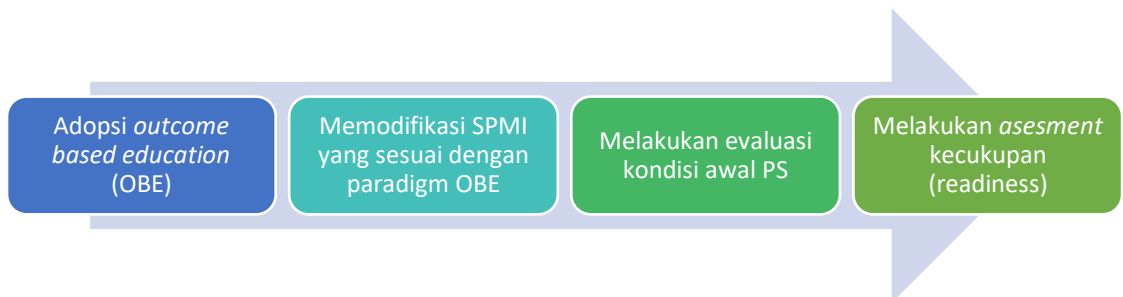 Adopsi outcome
based education
(OBE)
Memodifikasi SPMI
yang sesuai dengan
paradigm OBE
Melakukan evaluasi
kondisi awal PS
Melakukan asesment
kecukupan
(readiness)